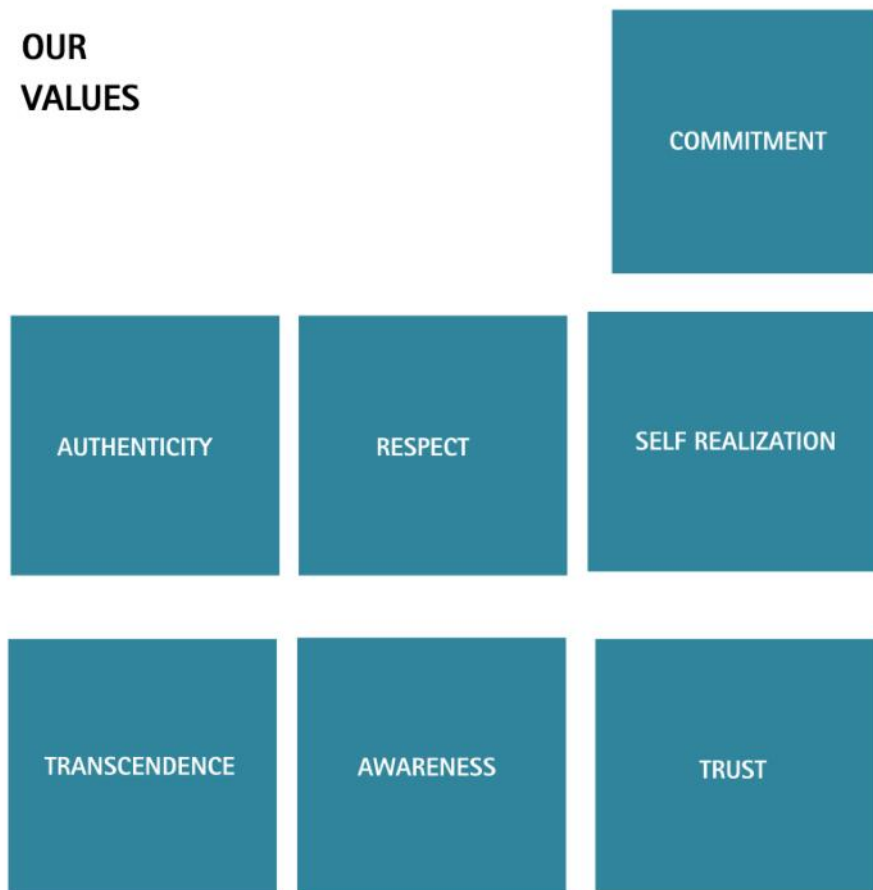 OUR
VALUES
COMMITMENT
AUTHENTICITY
RESPECT
SELF REALIZATION
TRANSCENDENCE
AWARENESS
TRUST